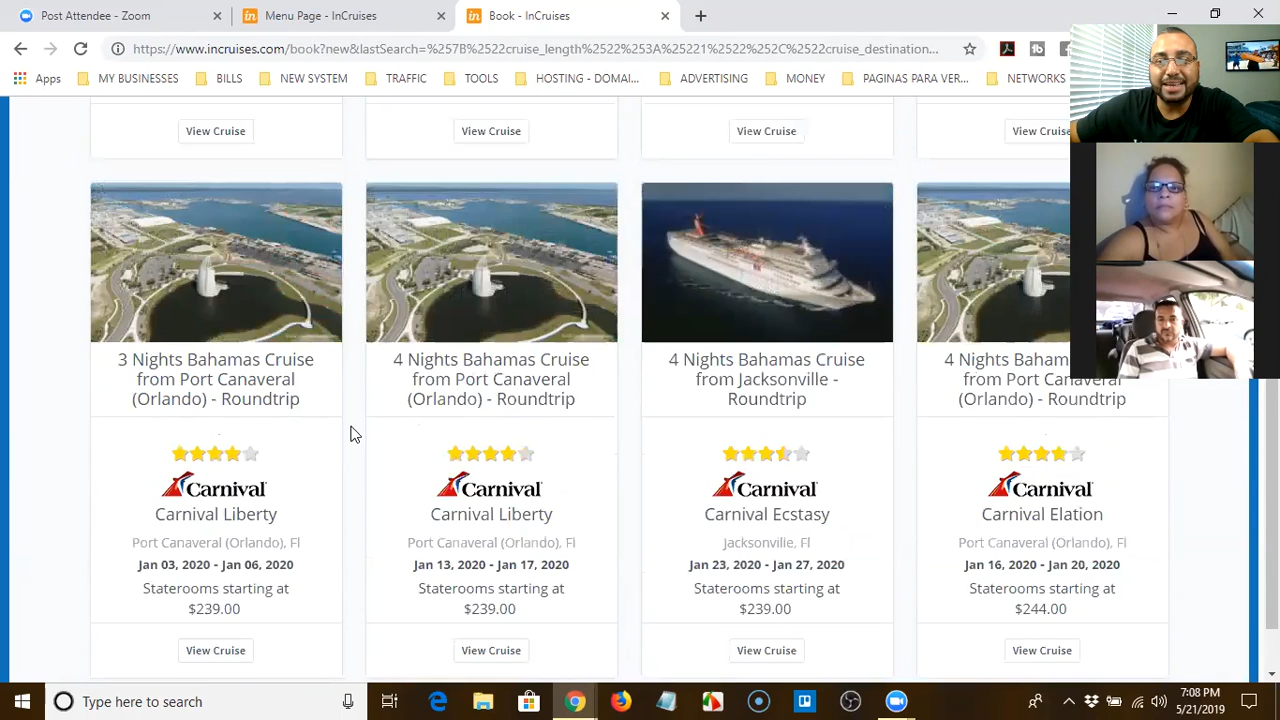 Post Attendee - Zoom
Menu Page - InCruises
Book - InCruises
https://www.incruises.com/book?new&lastSearch=%257B%2522cruise_length%2522%253A%25221%2522%252C%2522cruise_destination...
Apps MY BUSINESSES BILLS NEW SYSTEM TRAFFIC TOOLS HOSTING - DOMAI... ADVERTISING MONEY PAGINAS PARA VER... NETWORKS
View Cruise View Cruise View Cruise View Cruise
3 Nights Bahamas Cruise
from Port Canaveral
(Orlando) - Roundtrip
Carnival
Carnival Liberty
Port Canaveral (Orlando), Fl
Jan 03, 2020 - Jan 06, 2020
Staterooms starting at
$239.00
View Cruise
4 Nights Bahamas Cruise
from Port Canaveral
(Orlando) - Roundtrip
Carnival
Carnival Liberty
Port Canaveral (Orlando), Fl
Jan 13, 2020 - Jan 17, 2020
Staterooms starting at
$239.00
View Cruise
4 Nights Bahamas Cruise
from Jacksonville -
Roundtrip
Carnival
Carnival Ecstasy
Jacksonville, Fl
Jan 23, 2020 - Jan 27, 2020
Staterooms starting at
$239.00
View Cruise
4 Nights Baham
from Port Canaveral
(Orlando) - Roundtrip
Carnival
Carnival Elation
Port Canaveral (Orlando), Fl
Jan 16, 2020 - Jan 20, 2020
Staterooms starting at
$244.00
View Cruise
Type here to search
7:08 PM
5/21/2019